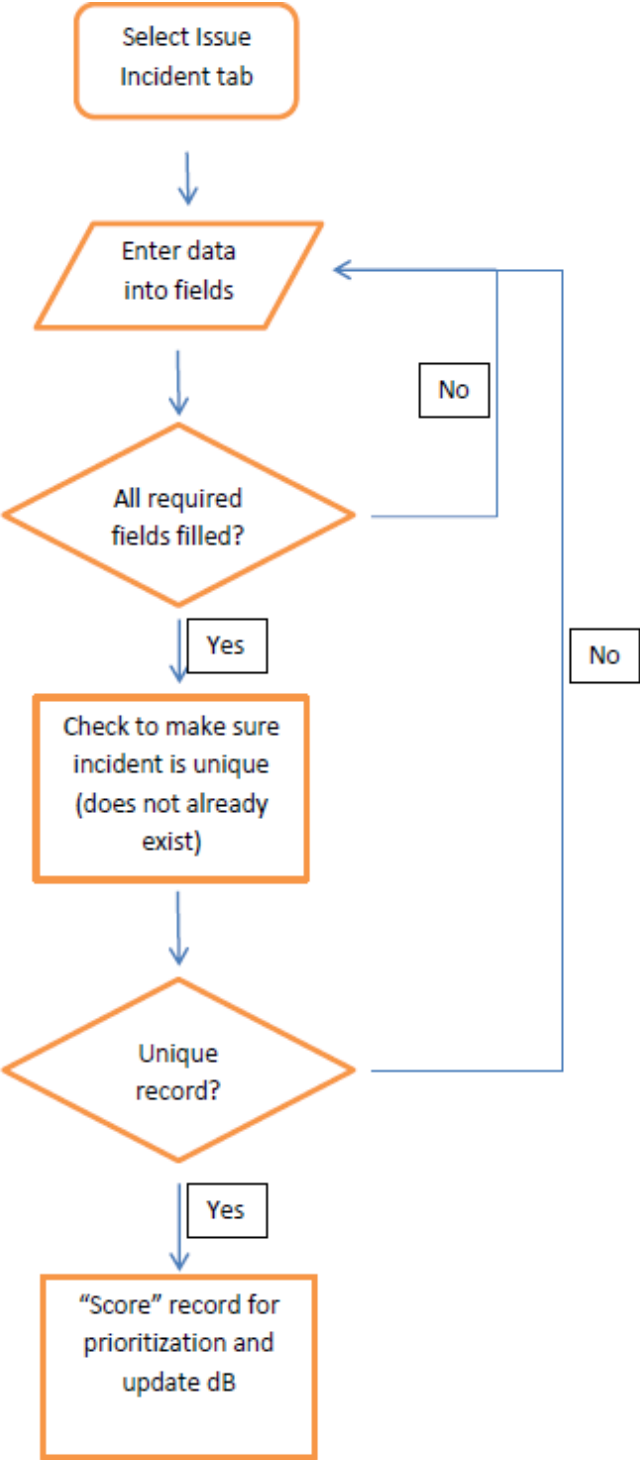 Select Issue
Incident tab
Enter data
into fields
No
All required
fields filled?
Yes
No
Check to make sure
incident is unique
(does not already
exist)
Unique
record?
Yes
“Score” record for
prioritization and
update dB